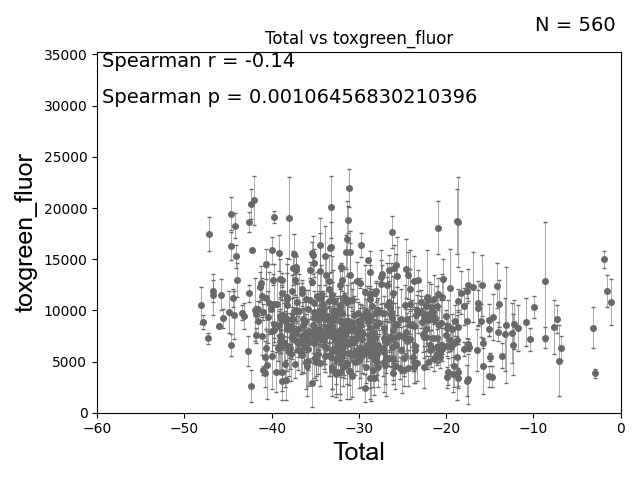 N = 560
Total vs toxgreen_fluor
Spearman r = -0.14
Spearman p = 0.00106456830210396
toxgreen_fluor
35000
30000
25000
20000
15000
10000
5000
0
−60 −50 −40 −30 −20 −10 0
Total